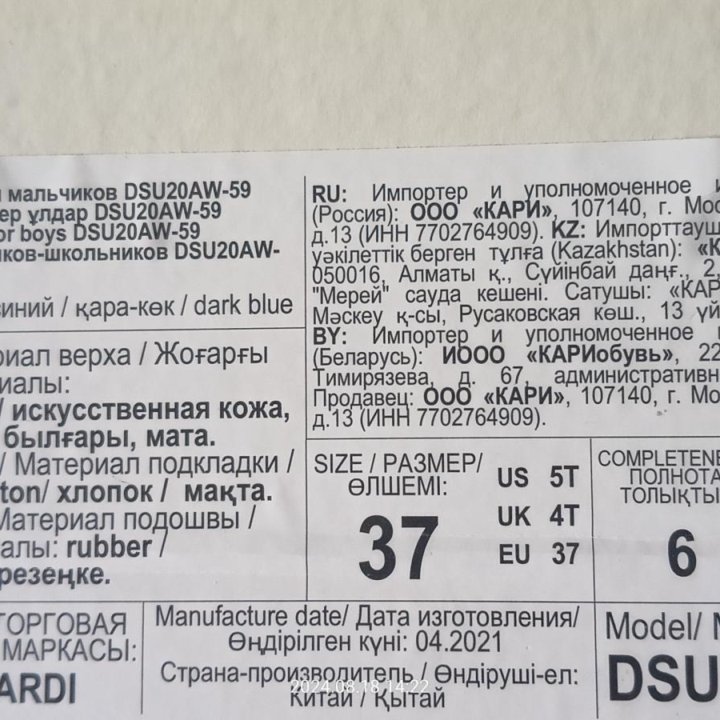 мальчиков DSU20AW-59
ер ұлдар DSU20AW-59
or boys DSU20AW-59
иков-школьников DSU20AW-
синий / қара-көк / dark blue
риал верха / Жоғарғы
иалы:
/ искусственная кожа,
былғары, мата.
/ Материал подкладки /
ton/ хлопок / мақта.
Материал подошвы /
алы: rubber /
резеңке.
ТОРГОВАЯ
МАРКАСЫ:
ARDI
RU: Импортер и уполномоченное
(Россия): ООО «КАРИ», 107140, г. Мос
д.13 (ИНН 7702764909). KZ: Импорттауш
уәкілеттік берген тұлға (Kazakhstan): «К
050016, Алматы қ., Сүйінбай даңғ., 2,
"Мерей" сауда кешені. Сатушы: «КАР
Мәскеу қ-сы, Русаковская көш., 13 үй
BY: Импортер и уполномоченное
(Беларусь): ИООО «КАРИобувь», 22
Тимирязева, д. 67, административн
Продавец: ООО «КАРИ», 107140, г. Мо
д.13 (ИНН 7702764909).
SIZE / РАЗМЕР/
ӨЛШЕМІ:
37
US 5T
UK 4T
EU 37
COMPLETENE
ПОЛНОТА
ТОЛЫҚТЫ
6
Manufacture date/ Дата изготовления/
Өндірілген күні: 04.2021
Страна-производитель / Өндіруші-ел:
Китай / Қытай
2024.08.18 14:22
Model/
DSU